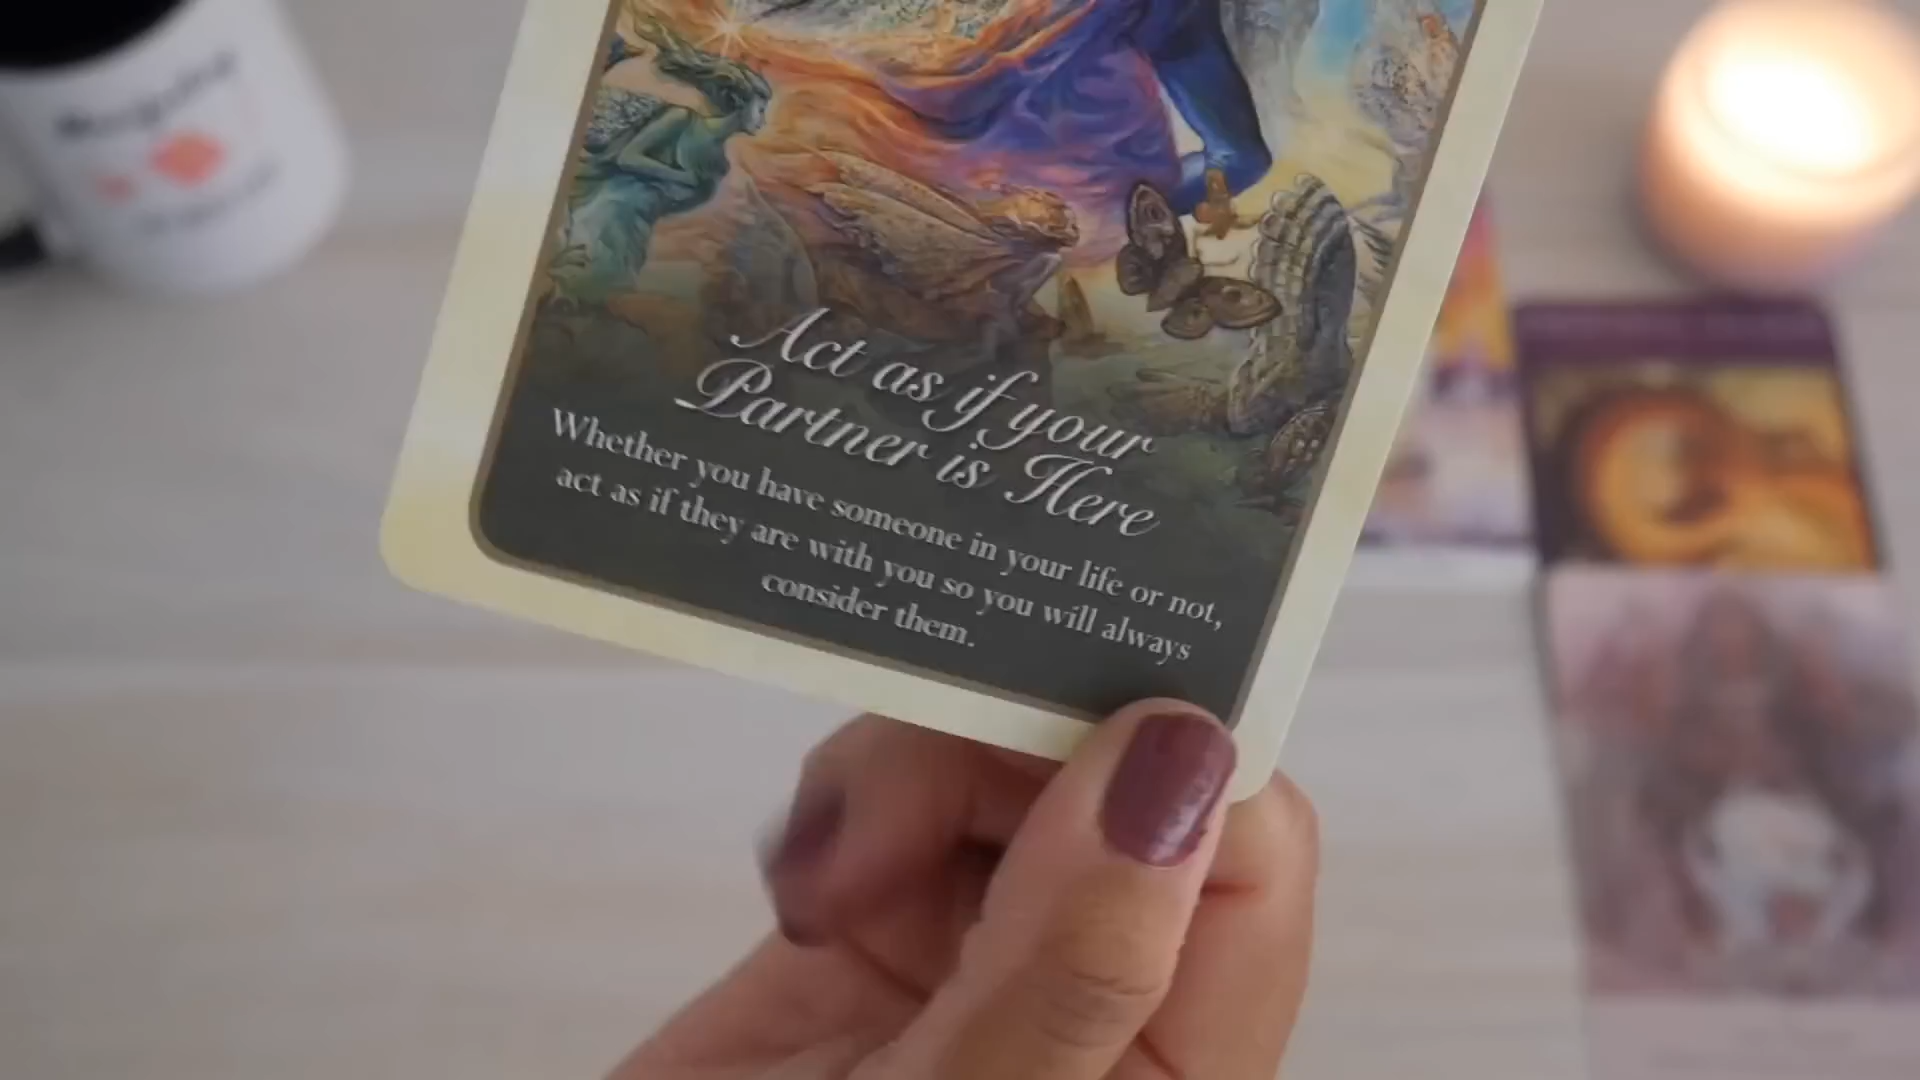 Act as if your
Partner is Here
Whether you have someone in your life or not,
act as if they are with you so you will always
consider them.